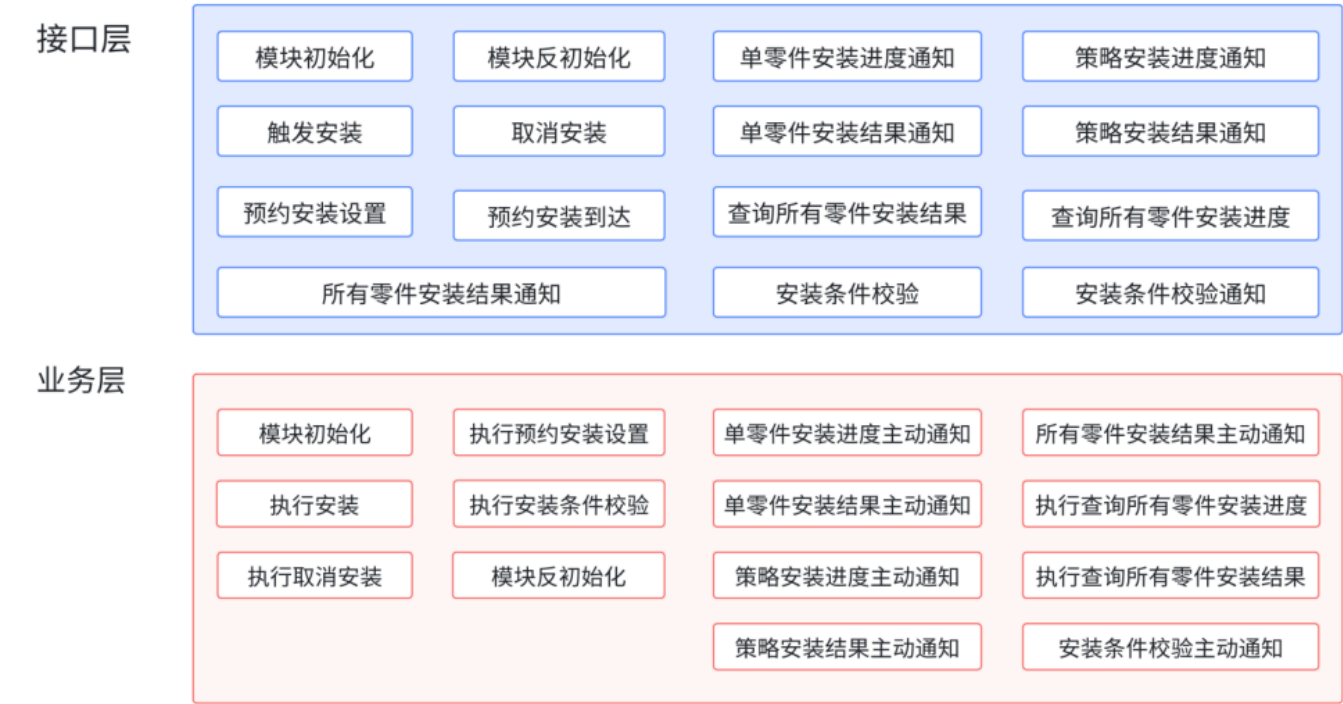 接口层
模块初始化
模块反初始化
单零件安装进度通知
策略安装进度通知
触发安装
取消安装
单零件安装结果通知
策略安装结果通知
预约安装设置
预约安装到达
查询所有零件安装结果
查询所有零件安装进度
所有零件安装结果通知
安装条件校验
安装条件校验通知
业务层
模块初始化
执行预约安装设置
单零件安装进度主动通知
所有零件安装结果主动通知
执行安装
执行安装条件校验
单零件安装结果主动通知
执行查询所有零件安装进度
执行取消安装
模块反初始化
策略安装进度主动通知
执行查询所有零件安装结果
策略安装结果主动通知
安装条件校验主动通知